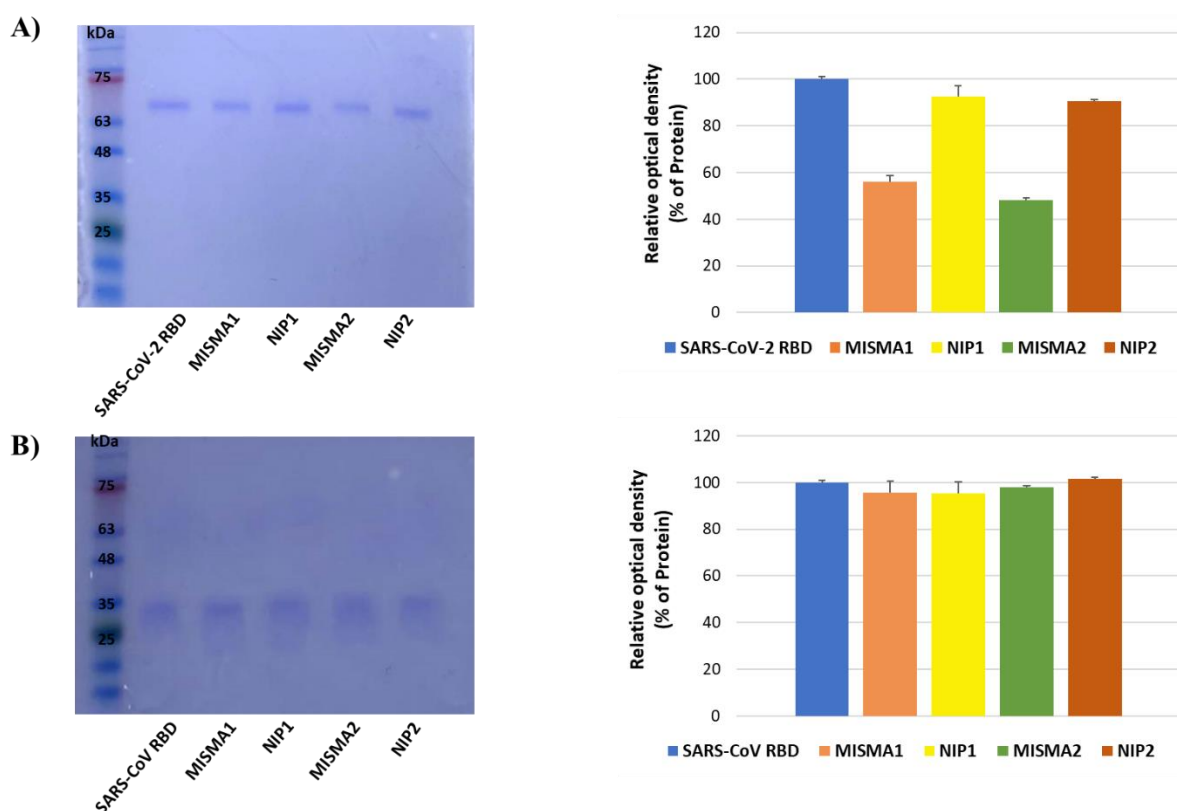 A)
kDa
75
63
48
35
25
SARS-CoV-2 RBD
MISMA1
NIP1
MISMA2
NIP2
Relative optical density
(% of Protein)
120
100
80
60
40
20
0
SARS-CoV-2 RBD MISMA1 NIP1 MISMA2 NIP2
B)
kDa
75
63
48
35
25
SARS-CoV RBD
MISMA1
NIP1
MISMA2
NIP2
Relative optical density
(% of Protein)
120
100
80
60
40
20
0
SARS-CoV RBD MISMA1 NIP1 MISMA2 NIP2